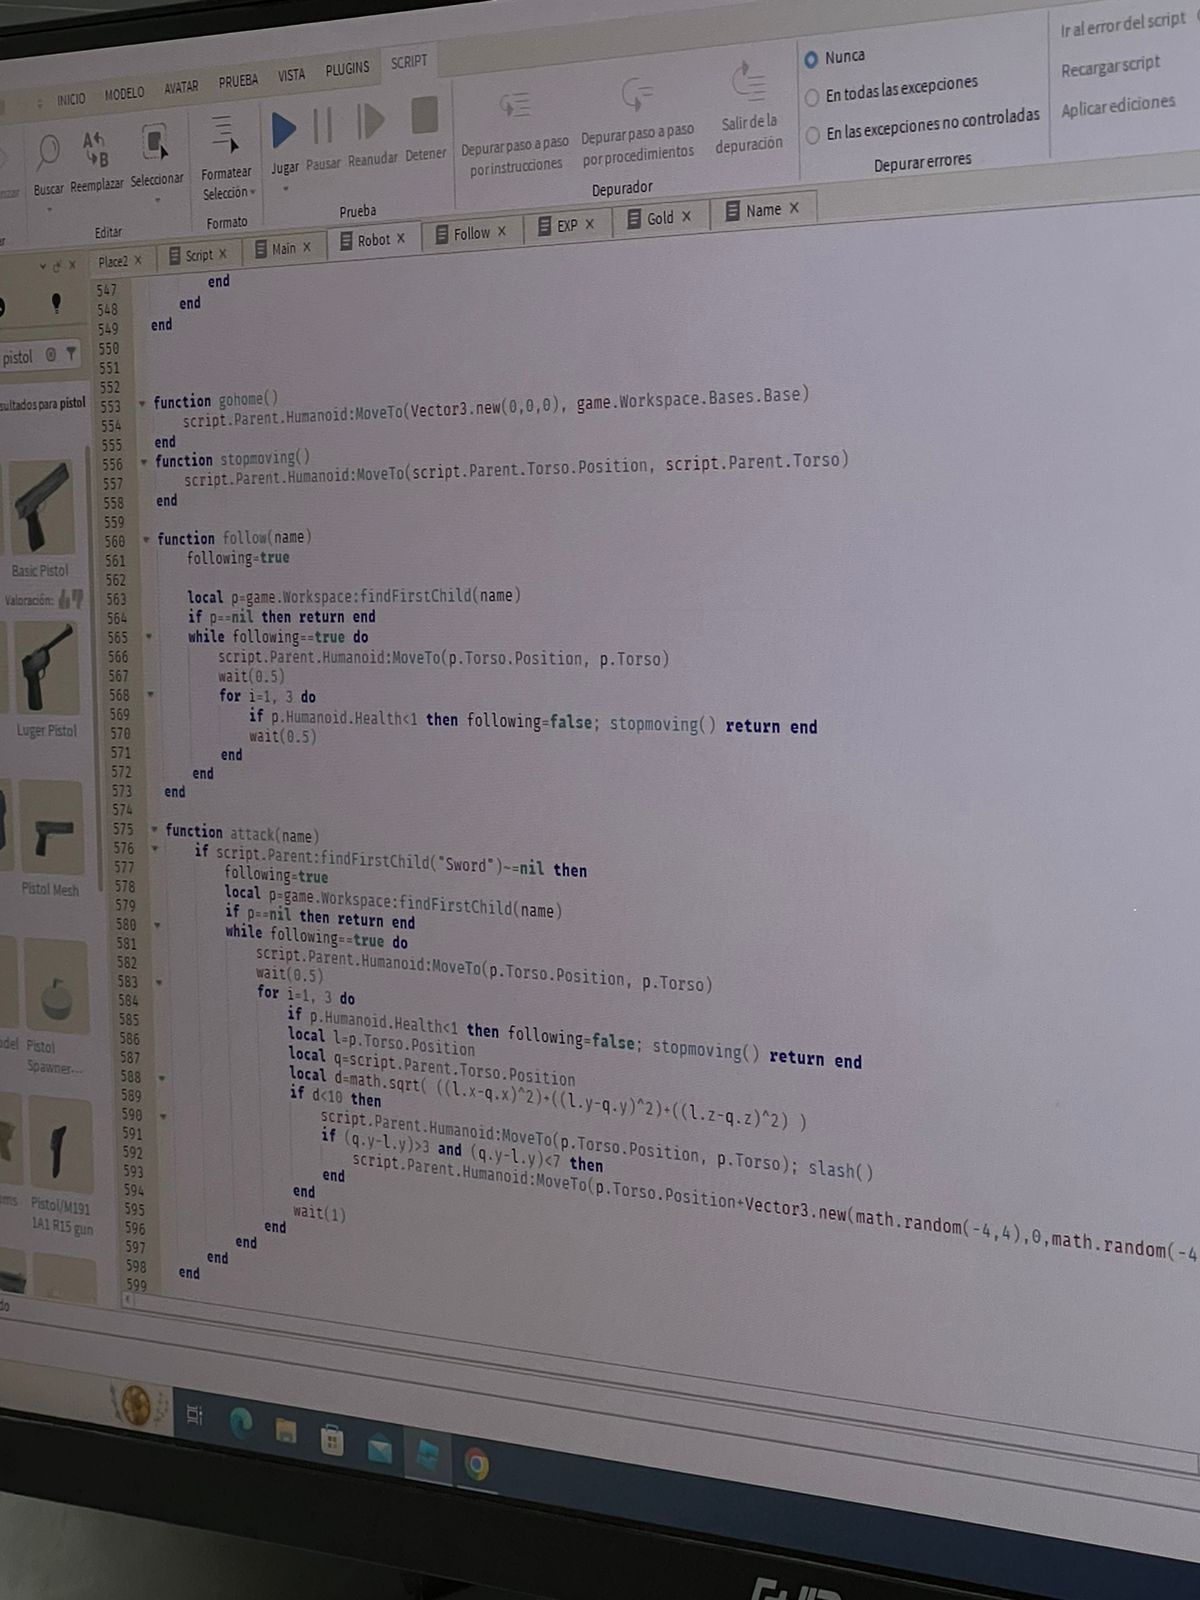 INICIO MODELO AVATAR PRUEBA VISTA PLUGINS SCRIPT
Buscar Reemplazar Seleccionar
Editar
Formatear
Selección
Formato
Jugar Pausar Reanudar Detener
Prueba
Depurar paso a paso
por instrucciones
Depurar paso a paso
por procedimientos
Salir de la
depuración
Depurador
Nunca
En todas las excepciones
En las excepciones no controladas
Depurar errores
Ir al error del script
Recargar script
Aplicar ediciones
Place2 × Script × Main × Robot × Follow × EXP × Gold × Name ×
pistol
sultados para pistol
Basic Pistol
Valoración:
Luger Pistol
Pistol Mesh
odel Pistol
Spawner...
Pistol/M191
1A1 R15 gun
547 end
548 end
549 end
550
551
552
553 function gohome()
554 script.Parent.Humanoid:MoveTo(Vector3.new(0,0,0), game.Workspace.Bases.Base)
555 end
556 function stopmoving()
557 script.Parent.Humanoid:MoveTo(script.Parent.Torso.Position, script.Parent.Torso)
558 end
559
560 function follow(name)
561 following=true
562
563 local p=game.Workspace:findFirstChild(name)
564 if p==nil then return end
565 while following==true do
566 script.Parent.Humanoid:MoveTo(p.Torso.Position, p.Torso)
567 wait(0.5)
568 for i=1, 3 do
569 if p.Humanoid.Health<1 then following=false; stopmoving() return end
570 wait(0.5)
571 end
572 end
573 end
574
575 function attack(name)
576 if script.Parent:findFirstChild("Sword")~=nil then
577 following=true
578 local p=game.Workspace:findFirstChild(name)
579 if p==nil then return end
580 while following==true do
581 script.Parent.Humanoid:MoveTo(p.Torso.Position, p.Torso)
582 wait(0.5)
583 for i=1, 3 do
584 if p.Humanoid.Health<1 then following=false; stopmoving() return end
585 local l=p.Torso.Position
586 local q=script.Parent.Torso.Position
587 local d=math.sqrt( ((l.x-q.x)^2)+((l.y-q.y)^2)+((l.z-q.z)^2) )
588 if d<10 then
589 script.Parent.Humanoid:MoveTo(p.Torso.Position, p.Torso); slash()
590 if (q.y-l.y)>3 and (q.y-l.y)<7 then
591 script.Parent.Humanoid:MoveTo(p.Torso.Position+Vector3.new(math.random(-4,4),0,math.random(-4
592 end
593 end
594 wait(1)
595 end
596 end
597 end
598 end
599